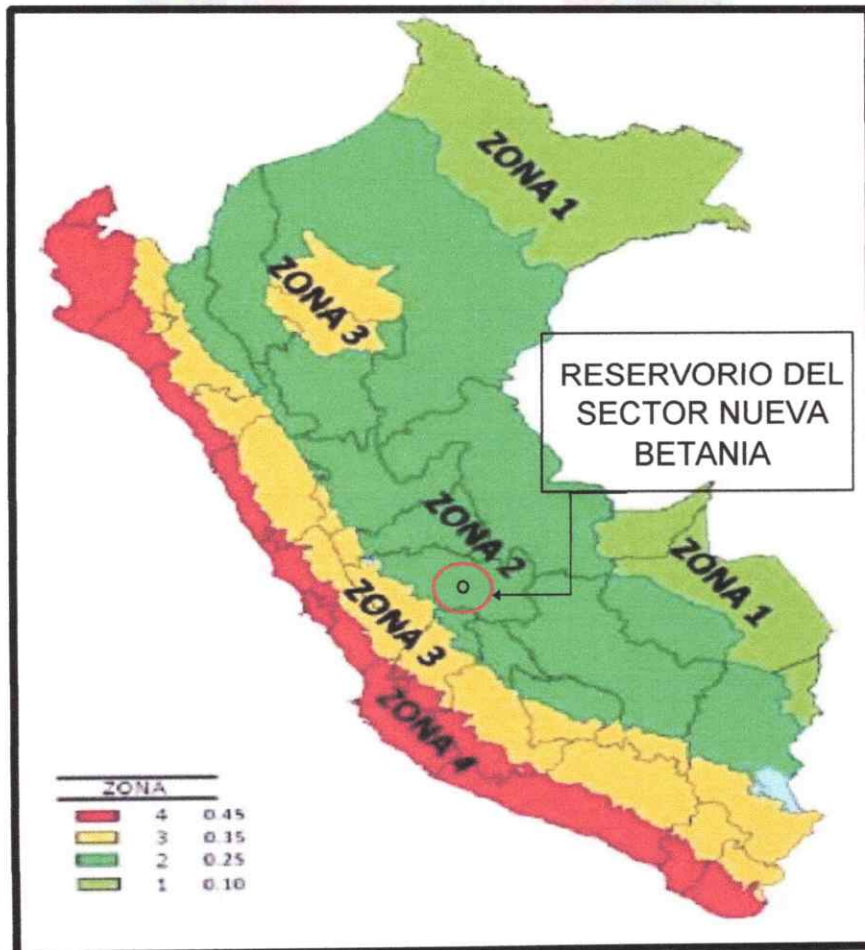 ZONA 1
ZONA 3
RESERVORIO DEL
SECTOR NUEVA
BETANIA
ZONA 2
ZONA 1
ZONA 3
ZONA 4
ZONA
4 0.45
3 0.35
2 0.25
1 0.10